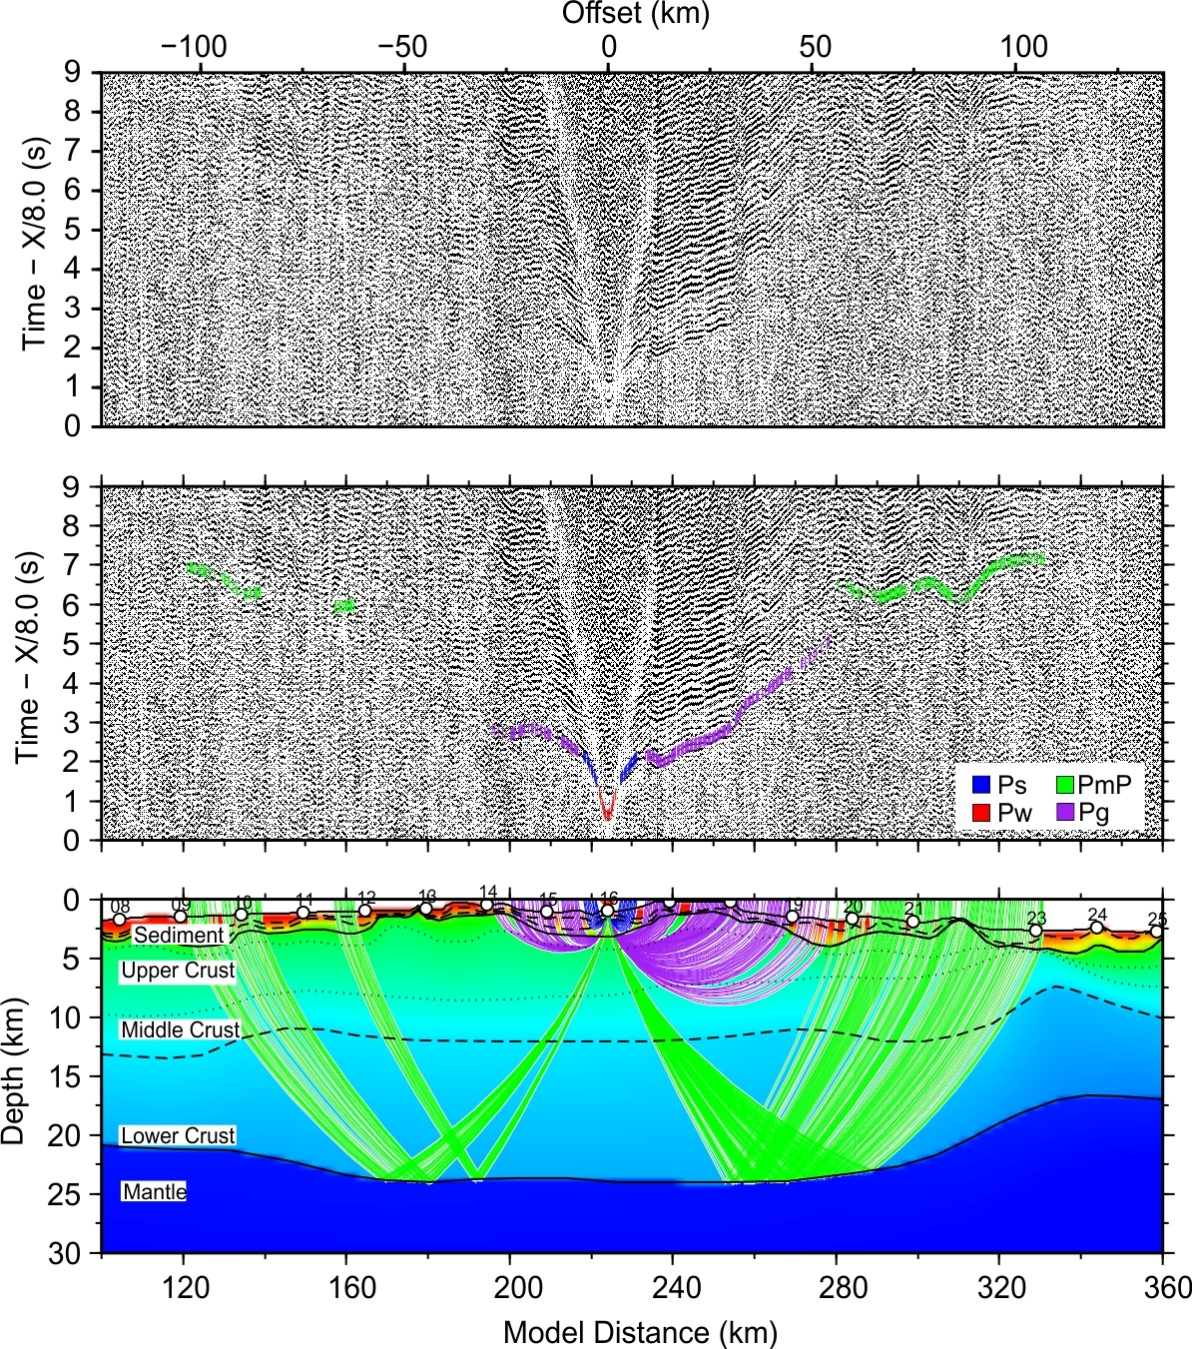 Offset (km)
−100 −50 0 50 100
9
8
7
6
5
4
3
2
1
0
Time − X/8.0 (s)
9
8
7
6
5
4
3
2
1
0
Time − X/8.0 (s)
Ps PmP
Pw Pg
08 09 10 11 12 13 14 15 16 19 20 21 23 24 25
0
5
10
15
20
25
30
Depth (km)
Sediment
Upper Crust
Middle Crust
Lower Crust
Mantle
120 160 200 240 280 320 360
Model Distance (km)